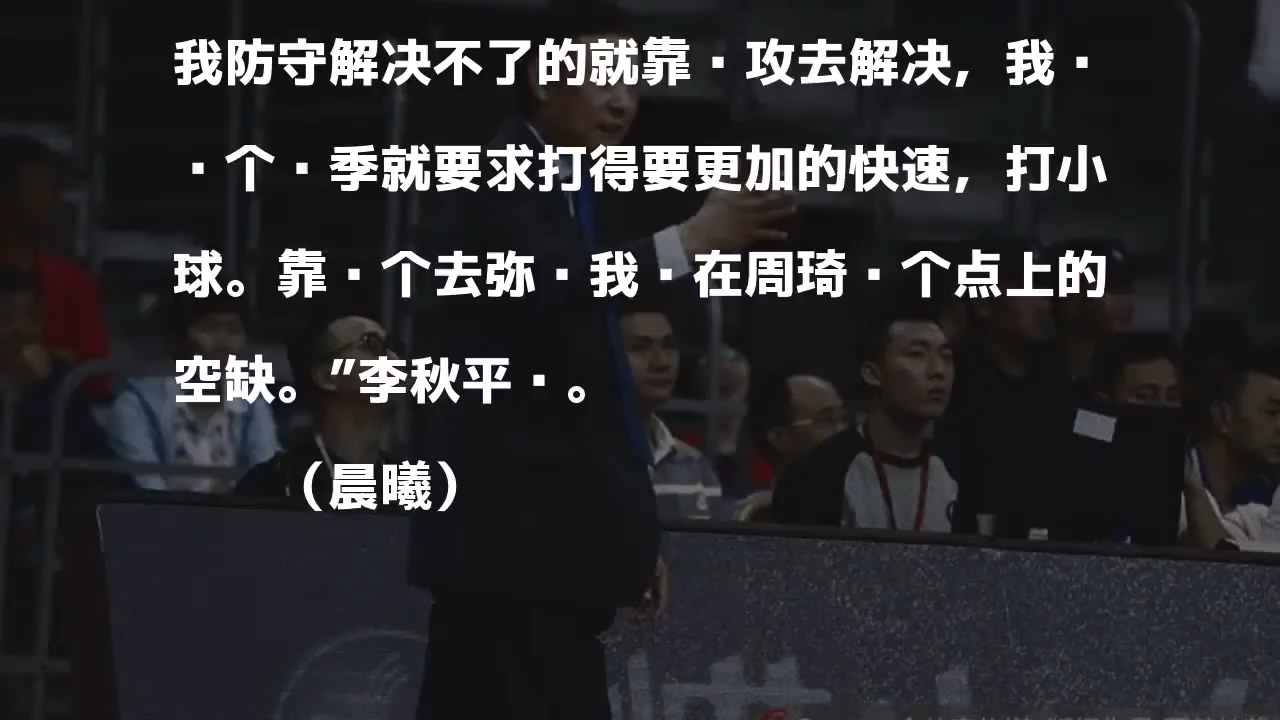 我防守解决不了的就靠·攻去解决，我·
·个·季就要求打得要更加的快速，打小
球。靠·个去弥·我·在周琦·个点上的
空缺。”李秋平·。
（晨曦）